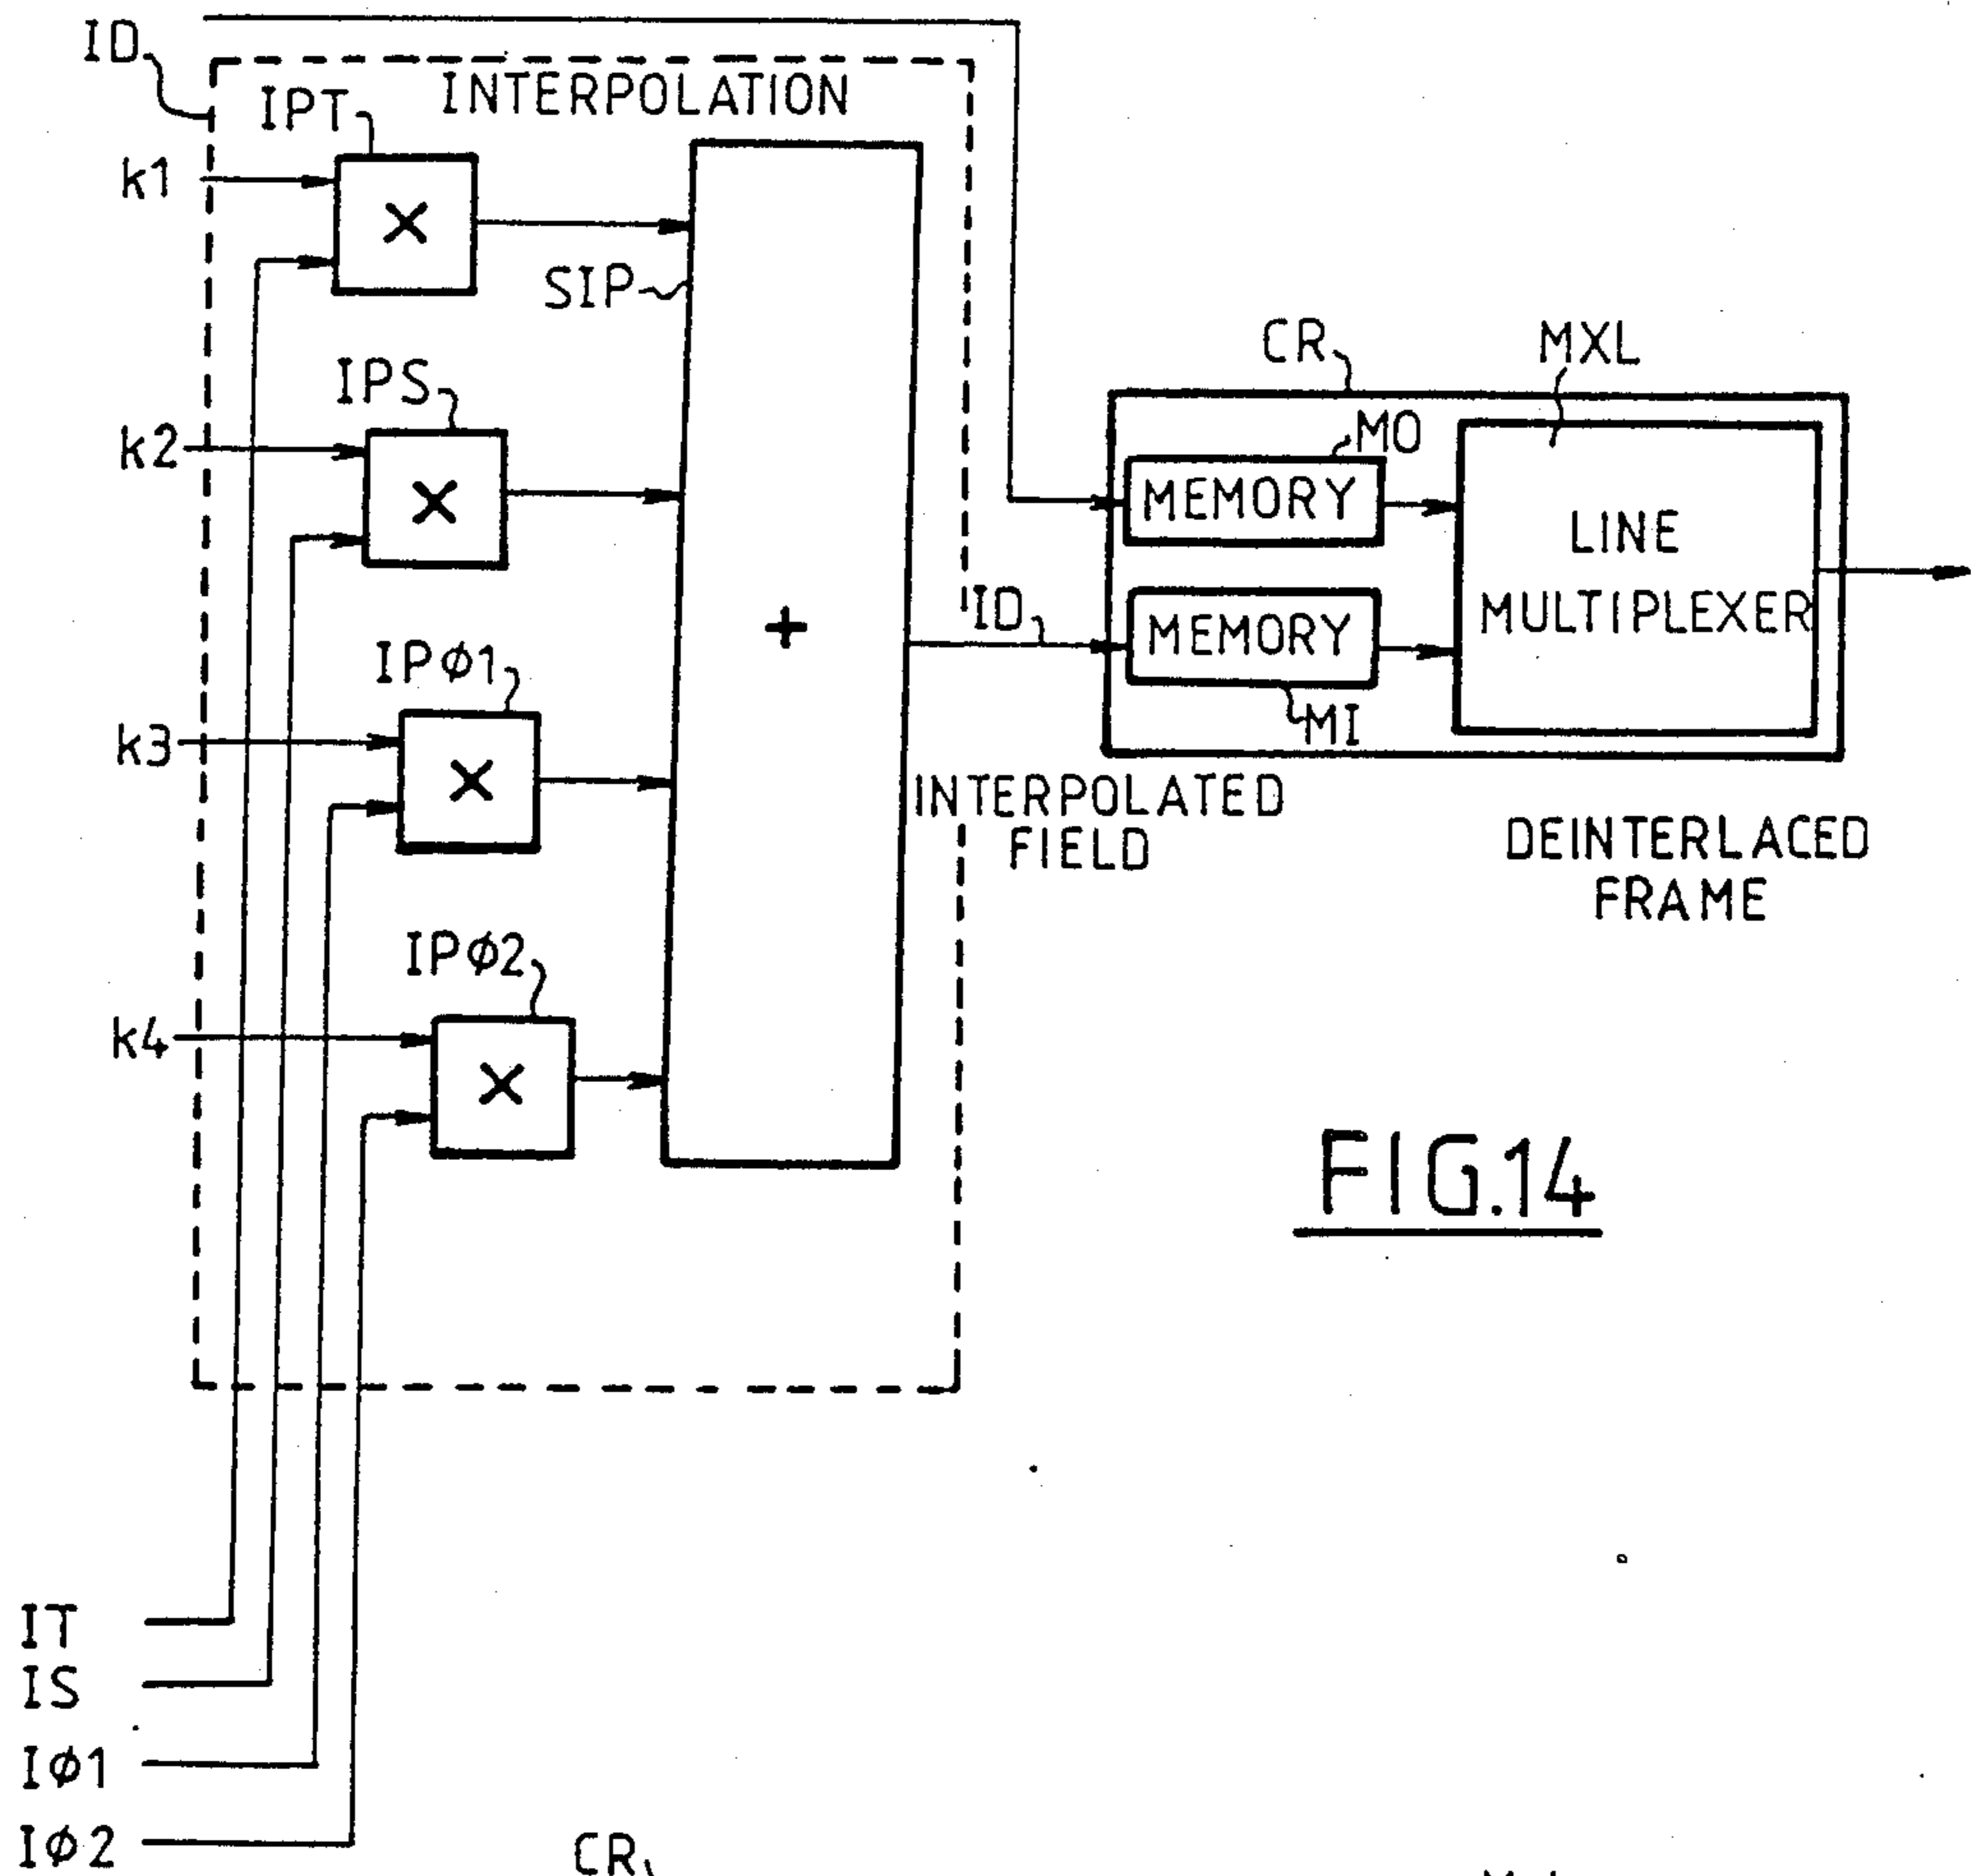 ID
INTERPOLATION
IPT
k1
X
SIP
CR
MXL
IPS
MO
k2
MEMORY
X
LINE
MULTIPLEXER
+
ID
MEMORY
IPϕ1
MI
k3
X
INTERPOLATED
FIELD
DEINTERLACED
FRAME
IPϕ2
k4
X
FIG.14
IT
IS
Iϕ1
Iϕ2
CR